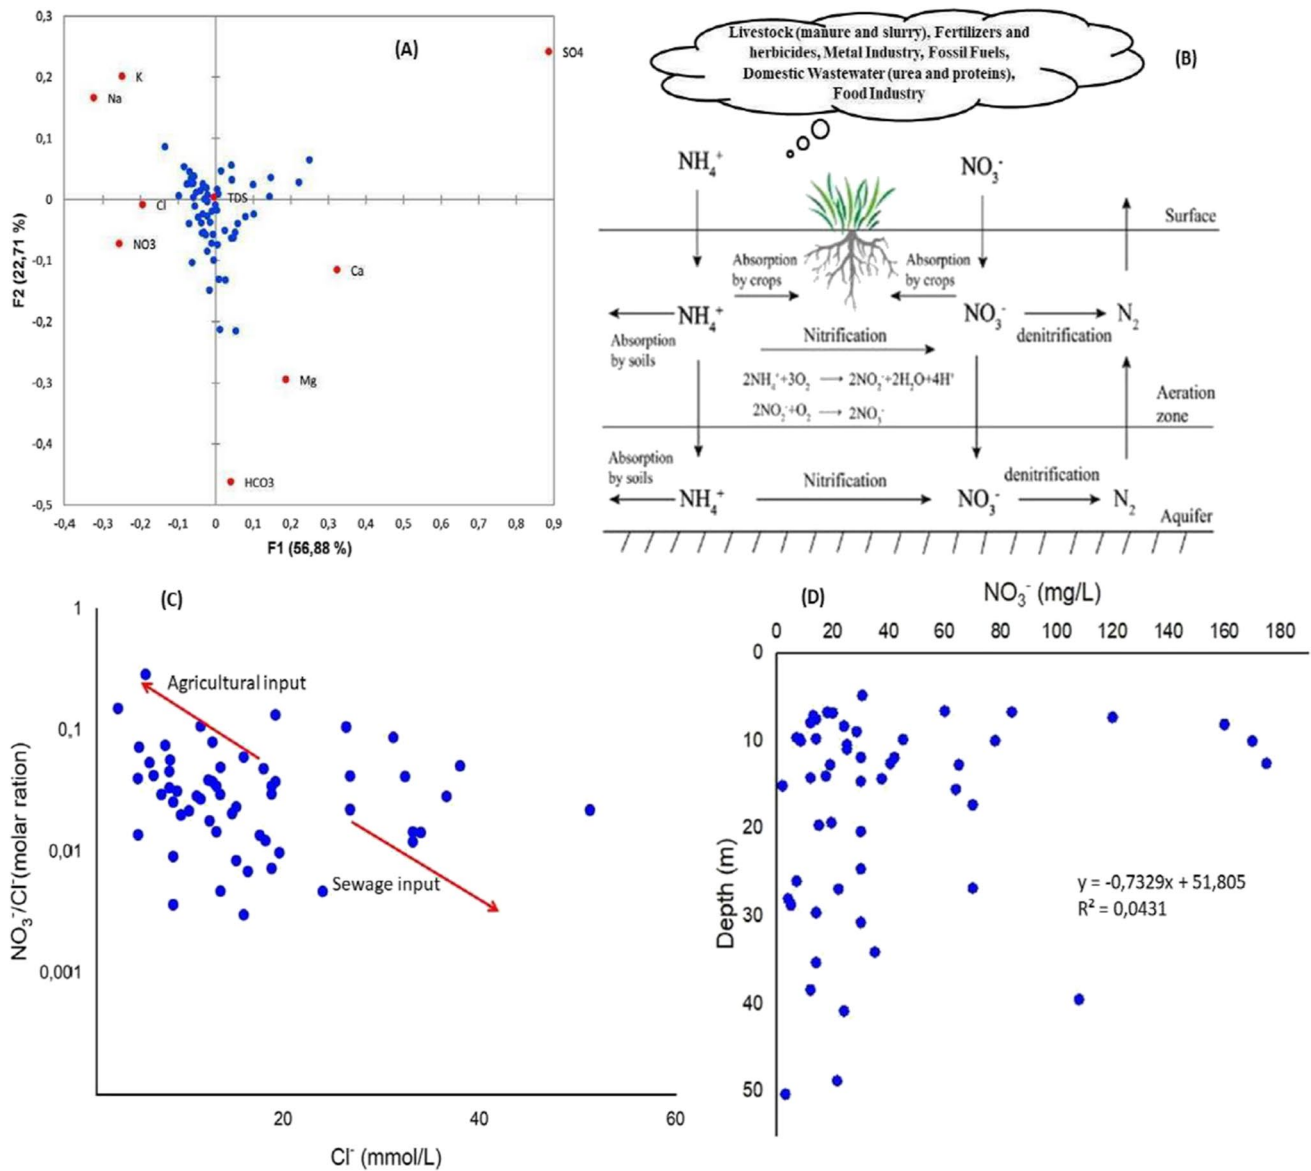 (A)
0,3
0,2
0,1
0
-0,1
-0,2
-0,3
-0,4
-0,5
F2 (22,71 %)
SO4
K
Na
TDS
Cl
NO3
Ca
Mg
HCO3
-0,4 -0,3 -0,2 -0,1 0 0,1 0,2 0,3 0,4 0,5 0,6 0,7 0,8 0,9
F1 (56,88 %)
(B)
Livestock (manure and slurry), Fertilizers and
herbicides, Metal Industry, Fossil Fuels,
Domestic Wastewater (urea and proteins),
Food Industry
NH₄⁺ NO₃⁻
Surface
Absorption
by crops
Absorption
by crops
NH₄⁺ NO₃⁻ N₂
Absorption
by soils
Nitrification
denitrification
2NH₄⁺+3O₂ → 2NO₂⁻+2H₂O+4H⁺
2NO₂⁻+O₂ → 2NO₃⁻
Aeration
zone
Absorption
by soils
Nitrification
denitrification
NH₄⁺ NO₃⁻ N₂
Aquifer
(C)
1
0,1
0,01
0,001
NO₃⁻/Cl⁻(molar ration)
Agricultural input
Sewage input
20 40 60
Cl⁻ (mmol/L)
(D)
NO₃⁻ (mg/L)
0 20 40 60 80 100 120 140 160 180
0
10
20
30
40
50
Depth (m)
y = -0,7329x + 51,805
R² = 0,0431